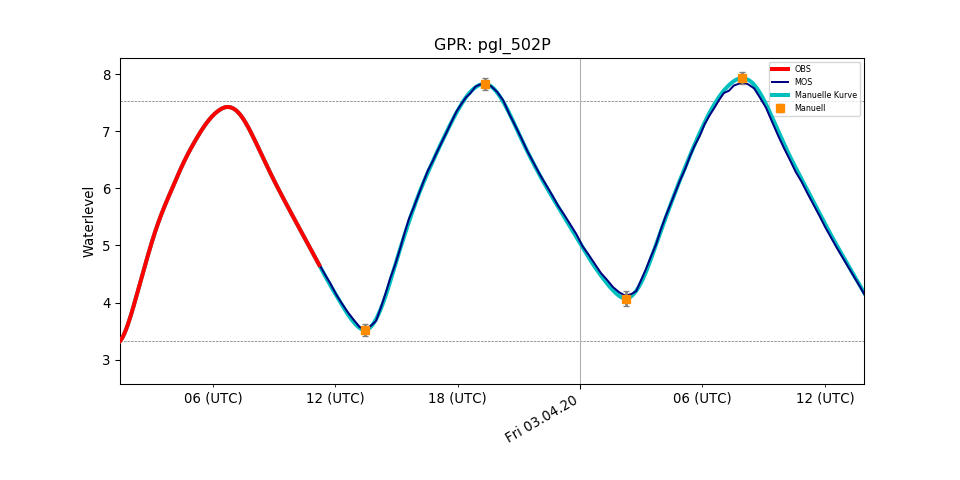 GPR: pgl_502P
OBS
MOS
Manuelle Kurve
Manuell
Waterlevel
8
7
6
5
4
3
06 (UTC)
12 (UTC)
18 (UTC)
Fri 03.04.20
06 (UTC)
12 (UTC)